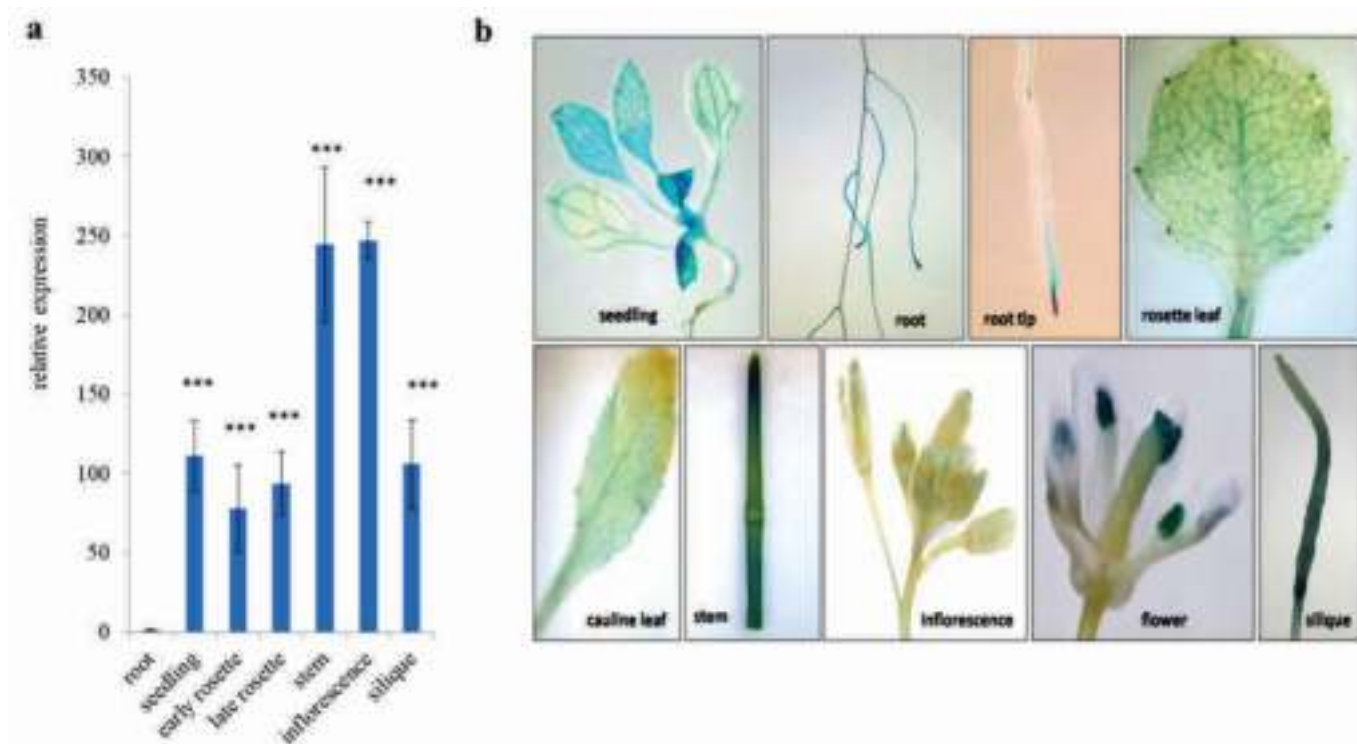 a
350
300
250
200
150
100
50
0
relative expression
***
***
***
***
***
***
root
seedling
early rosette
late rosette
stem
inflorescence
silique
b
seedling
root
root tip
rosette leaf
cauline leaf
stem
Inflorescence
flower
silique